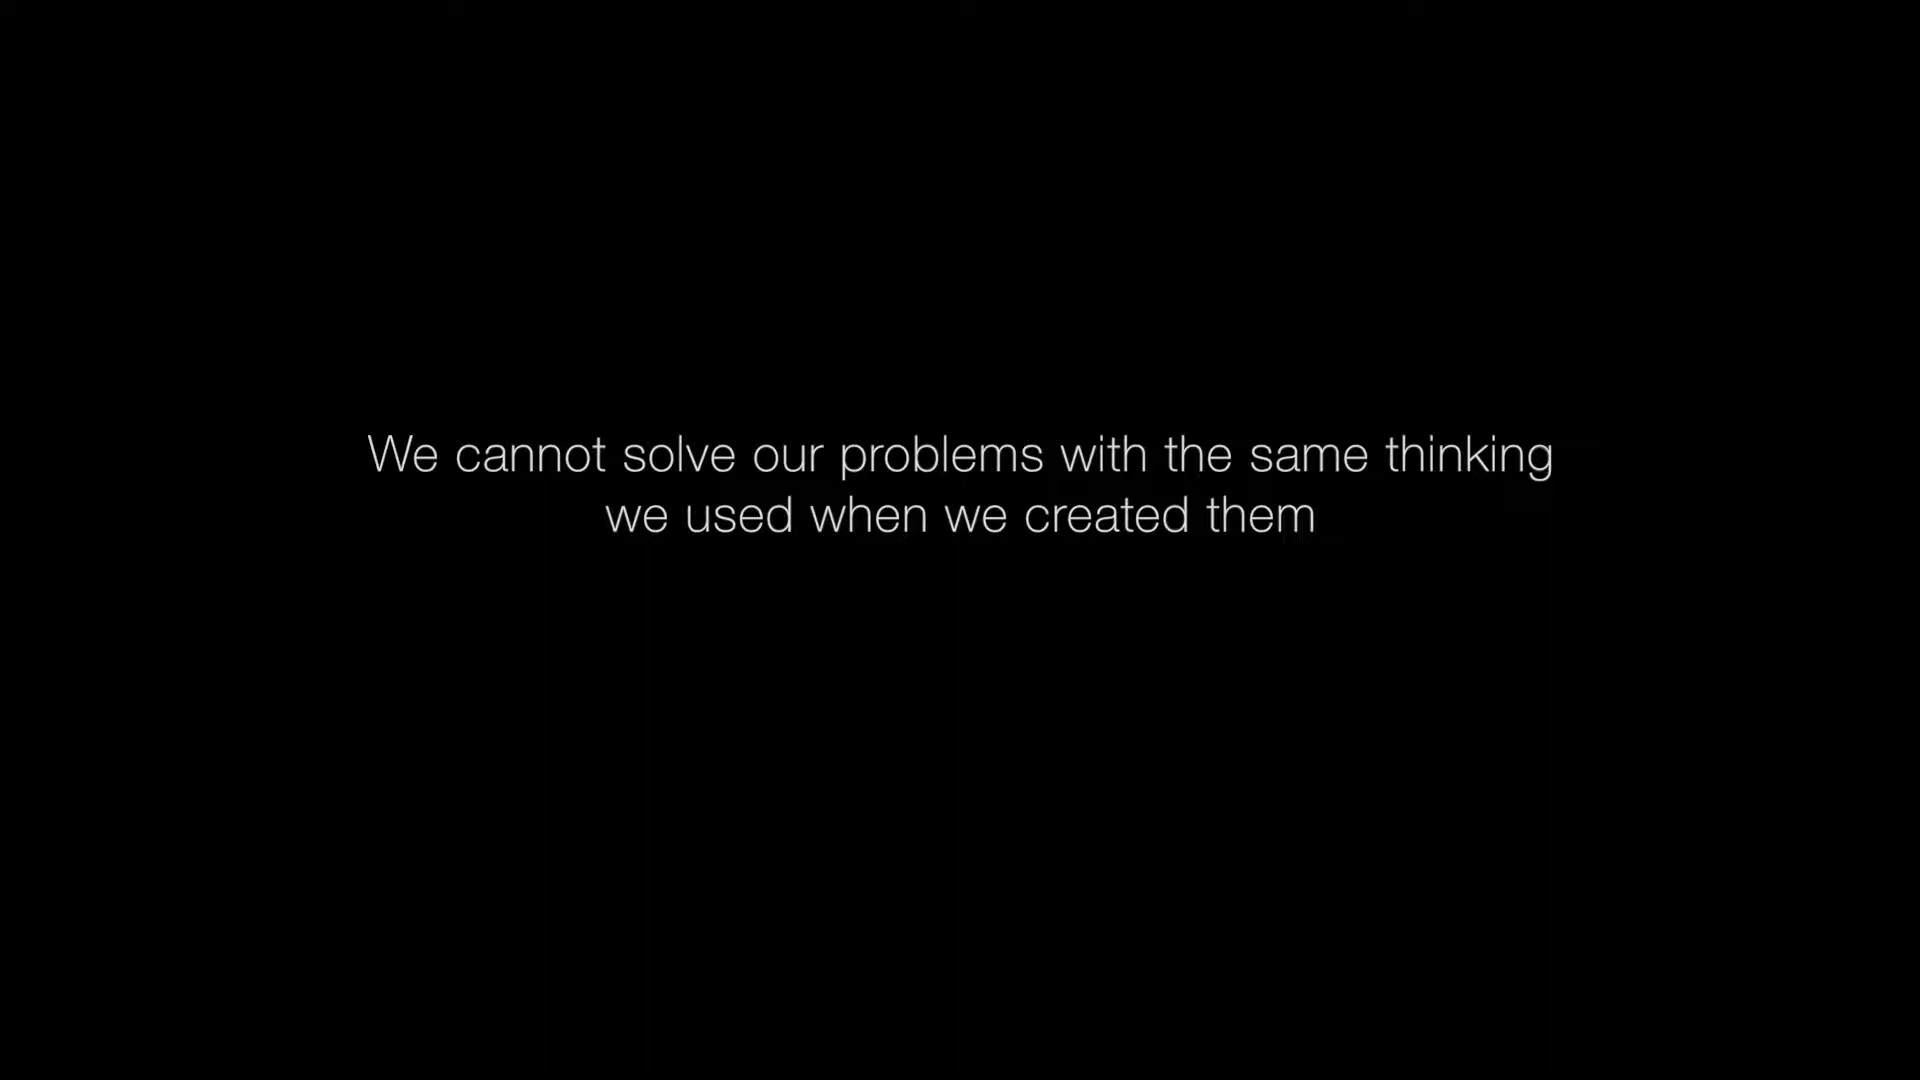 We cannot solve our problems with the same thinking
we used when we created them